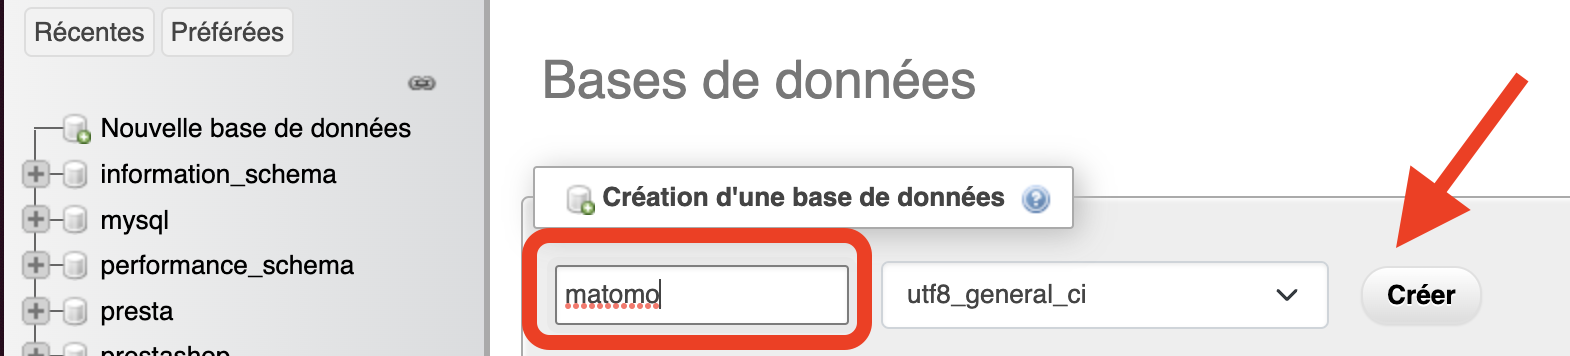 Récentes Préférées
Nouvelle base de données
information_schema
mysql
performance_schema
presta
prestashop
Bases de données
Création d'une base de données
matomo
utf8_general_ci
Créer